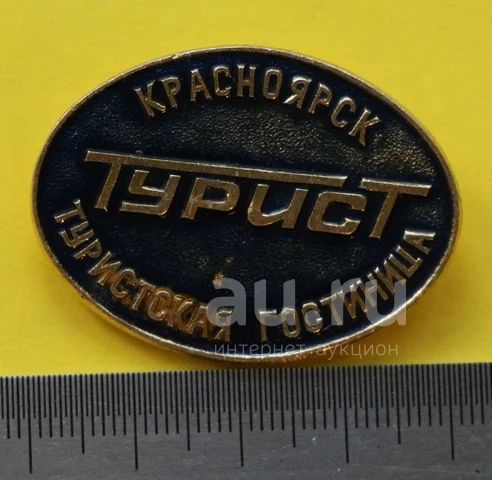 КРАСНОЯРСК
ТУРИСТ
ТУРИСТСКАЯ ГОСТИНИЦА
au.ru
интернет-аукцион